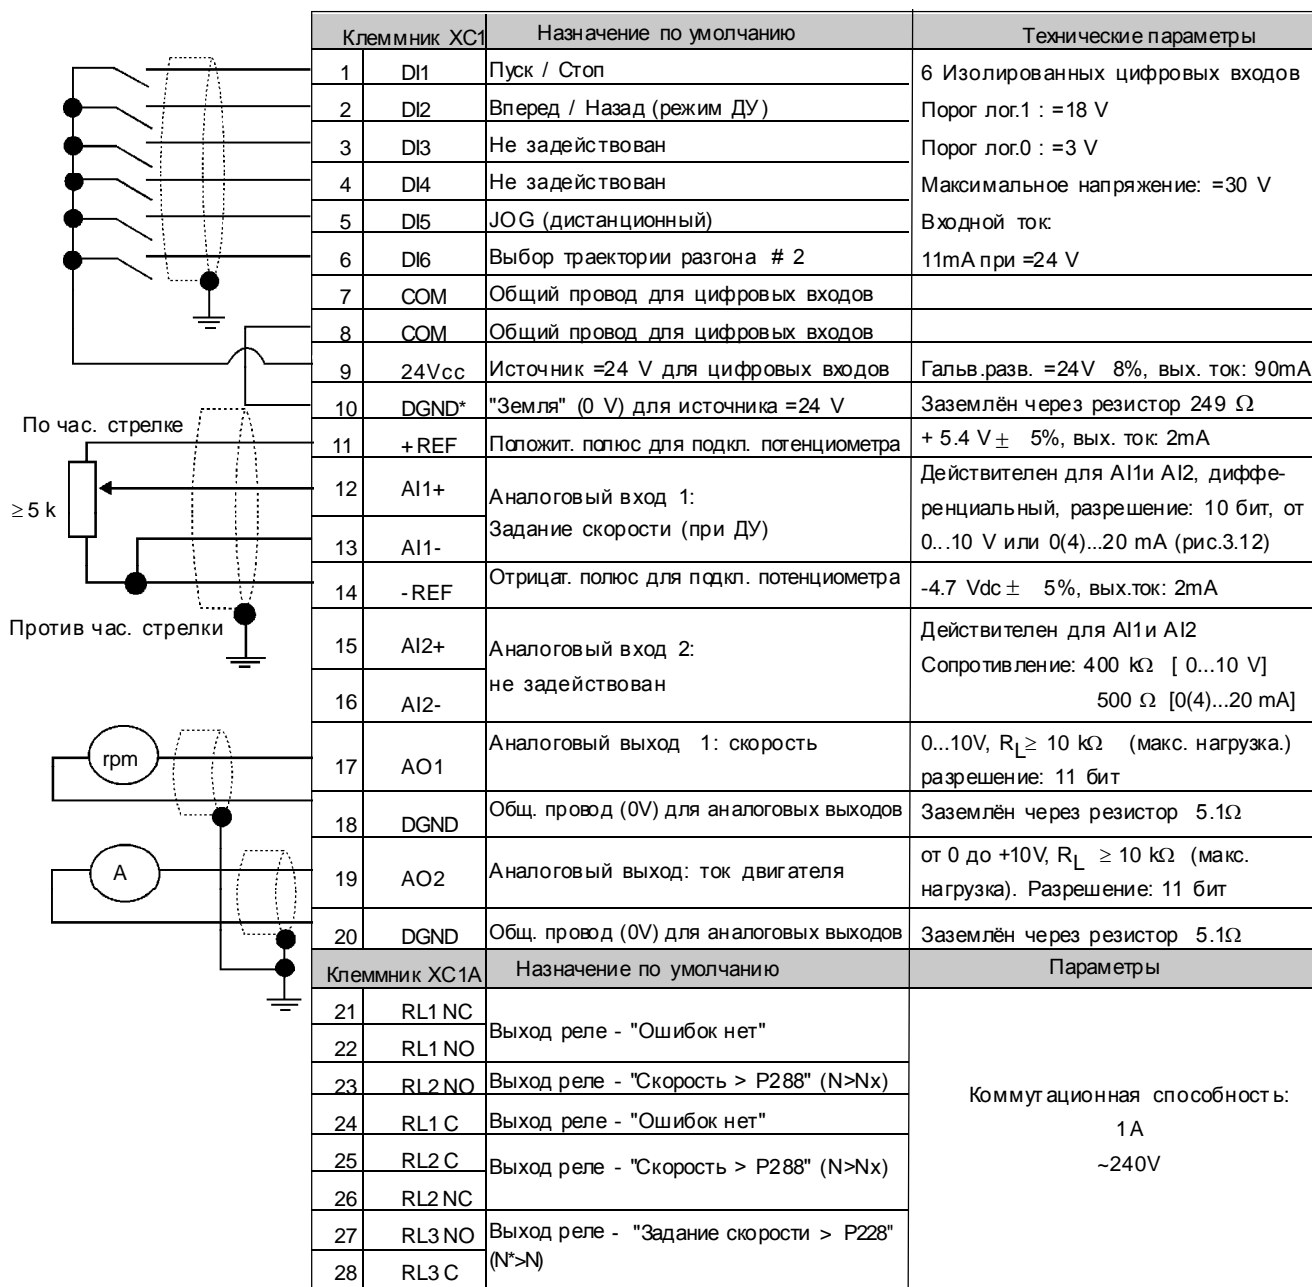 Клеммник XC1 Назначение по умолчанию Технические параметры
1 DI1 Пуск / Стоп 6 Изолированных цифровых входов
2 DI2 Вперед / Назад (режим ДУ) Порог лог.1 : =18 V
3 DI3 Не задействован Порог лог.0 : =3 V
4 DI4 Не задействован Максимальное напряжение: =30 V
5 DI5 JOG (дистанционный) Входной ток:
6 DI6 Выбор траектории разгона # 2 11mA при =24 V
7 COM Общий провод для цифровых входов
8 COM Общий провод для цифровых входов
9 24Vcc Источник =24 V для цифровых входов Гальв.разв. =24V 8%, вых. ток: 90mA
10 DGND* "Земля" (0 V) для источника =24 V Заземлён через резистор 249 Ω
По час. стрелке
11 +REF Положит. полюс для подкл. потенциометра + 5.4 V ± 5%, вых. ток: 2mA
≥ 5 k
12 AI1+ Аналоговый вход 1: Действителен для AI1и AI2, диффе-
Задание скорости (при ДУ) ренциальный, разрешение: 10 бит, от
13 AI1- 0...10 V или 0(4)...20 mA (рис.3.12)
14 -REF Отрицат. полюс для подкл. потенциометра -4.7 Vdc ± 5%, вых.ток: 2mA
Против час. стрелки
15 AI2+ Аналоговый вход 2: Действителен для AI1и AI2
не задействован Сопротивление: 400 kΩ [ 0...10 V]
16 AI2- 500 Ω [0(4)...20 mA]
rpm
17 AO1 Аналоговый выход 1: скорость 0...10V, RL ≥ 10 kΩ (макс. нагрузка.)
разрешение: 11 бит
18 DGND Общ. провод (0V) для аналоговых выходов Заземлён через резистор 5.1Ω
A
19 AO2 Аналоговый выход: ток двигателя от 0 до +10V, RL ≥ 10 kΩ (макс.
нагрузка). Разрешение: 11 бит
20 DGND Общ. провод (0V) для аналоговых выходов Заземлён через резистор 5.1Ω
Клеммник XC1A Назначение по умолчанию Параметры
21 RL1 NC Выход реле - "Ошибок нет"
22 RL1 NO
23 RL2 NO Выход реле - "Скорость > P288" (N>Nx)
24 RL1 C Выход реле - "Ошибок нет"
25 RL2 C Выход реле - "Скорость > P288" (N>Nx)
26 RL2 NC
27 RL3 NO Выход реле - "Задание скорости > P228"
28 RL3 C (N*>N)
Коммутационная способность:
1A
~240V